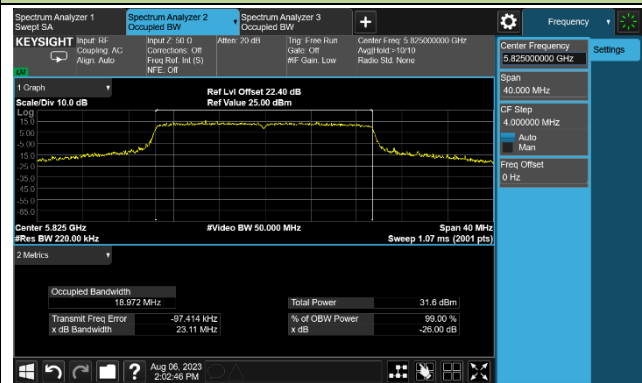 Spectrum Analyzer 1
Swept SA
Spectrum Analyzer 2
Occupied BW
Spectrum Analyzer 3
Occupied BW
+
Frequency
KEYSIGHT
Input: RF
Coupling: AC
Align: Auto
Input Z: 50 Ω
Corrections: Off
Freq Ref: Int (S)
NFE: Off
Atten: 20 dB
Trig: Free Run
Gate: Off
#IF Gain: Low
Center Freq: 5.825000000 GHz
Avg|Hold:>10/10
Radio Std: None
Center Frequency
5.825000000 GHz
Settings
Span
40.000 MHz
CF Step
4.000000 MHz
Auto
Man
Freq Offset
0 Hz
1 Graph
Scale/Div 10.0 dB
Ref Lvl Offset 22.40 dB
Ref Value 25.00 dBm
Log
15.0
5.00
-5.00
-15.0
-25.0
-35.0
-45.0
-55.0
-65.0
Center 5.825 GHz
#Res BW 220.00 kHz
#Video BW 50.000 MHz
Span 40 MHz
Sweep 1.07 ms (2001 pts)
2 Metrics
Occupied Bandwidth
18.972 MHz
Total Power 31.6 dBm
Transmit Freq Error -97.414 kHz
% of OBW Power 99.00 %
x dB Bandwidth 23.11 MHz
x dB -26.00 dB
?
Aug 06, 2023
2:02:46 PM